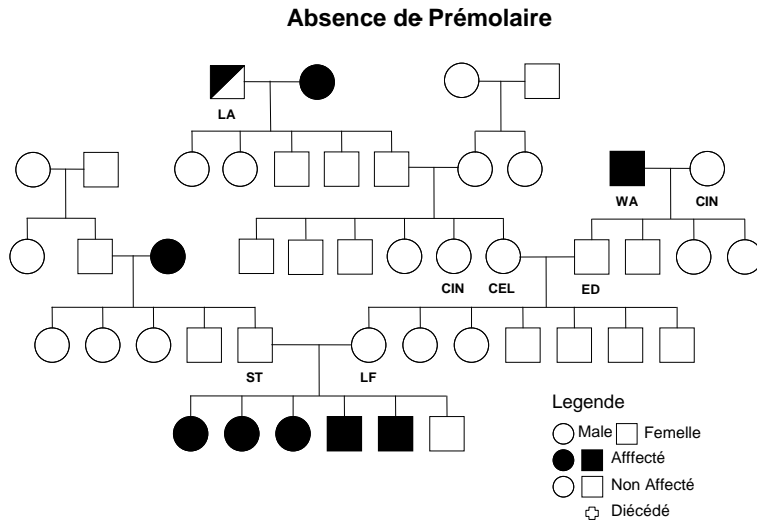 Absence de Prémolaire
LA
WA
CIN
CIN
CEL
ED
ST
LF
Legende
Male Femelle
Afffecté
Non Affecté
Diécédé